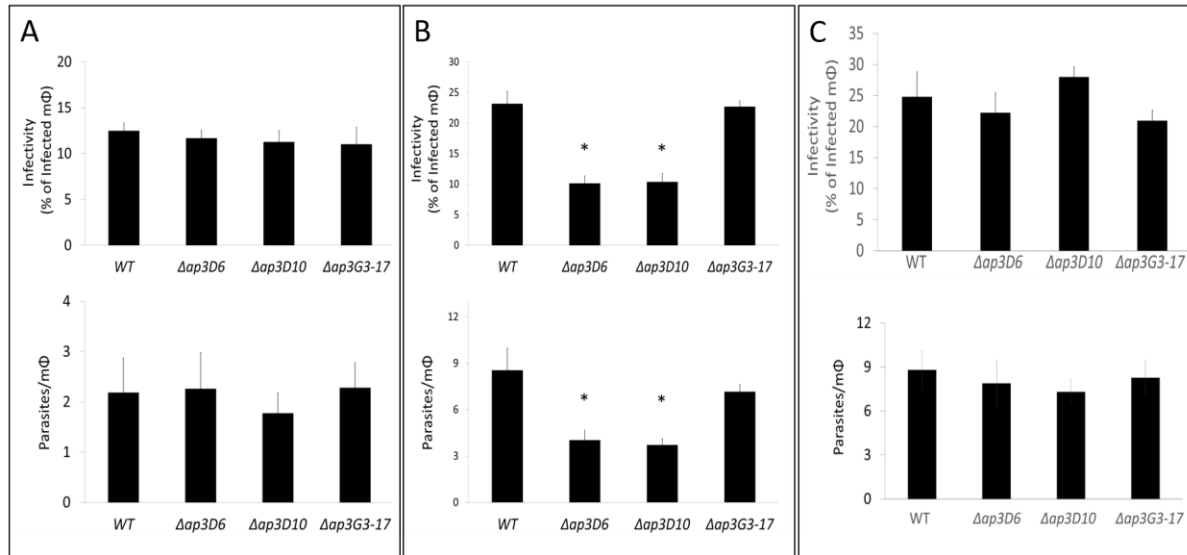 A
Infectivity
(% of Infected mΦ)
20
15
10
5
0
WT Δap3D6 Δap3D10 Δap3G3-17
Parasites/mΦ
4
3
2
1
0
WT Δap3D6 Δap3D10 Δap3G3-17
B
Infectivity
(% of Infected mΦ)
30
25
20
15
10
5
0
* *
WT Δap3D6 Δap3D10 Δap3G3-17
Parasites/mΦ
12
9
6
3
0
* *
WT Δap3D6 Δap3D10 Δap3G3-17
C
Infectivity
(% of Infected mΦ)
35
30
25
20
15
10
5
0
WT Δap3D6 Δap3D10 Δap3G3-17
Parasites/mΦ
12
9
6
3
0
WT Δap3D6 Δap3D10 Δap3G3-17